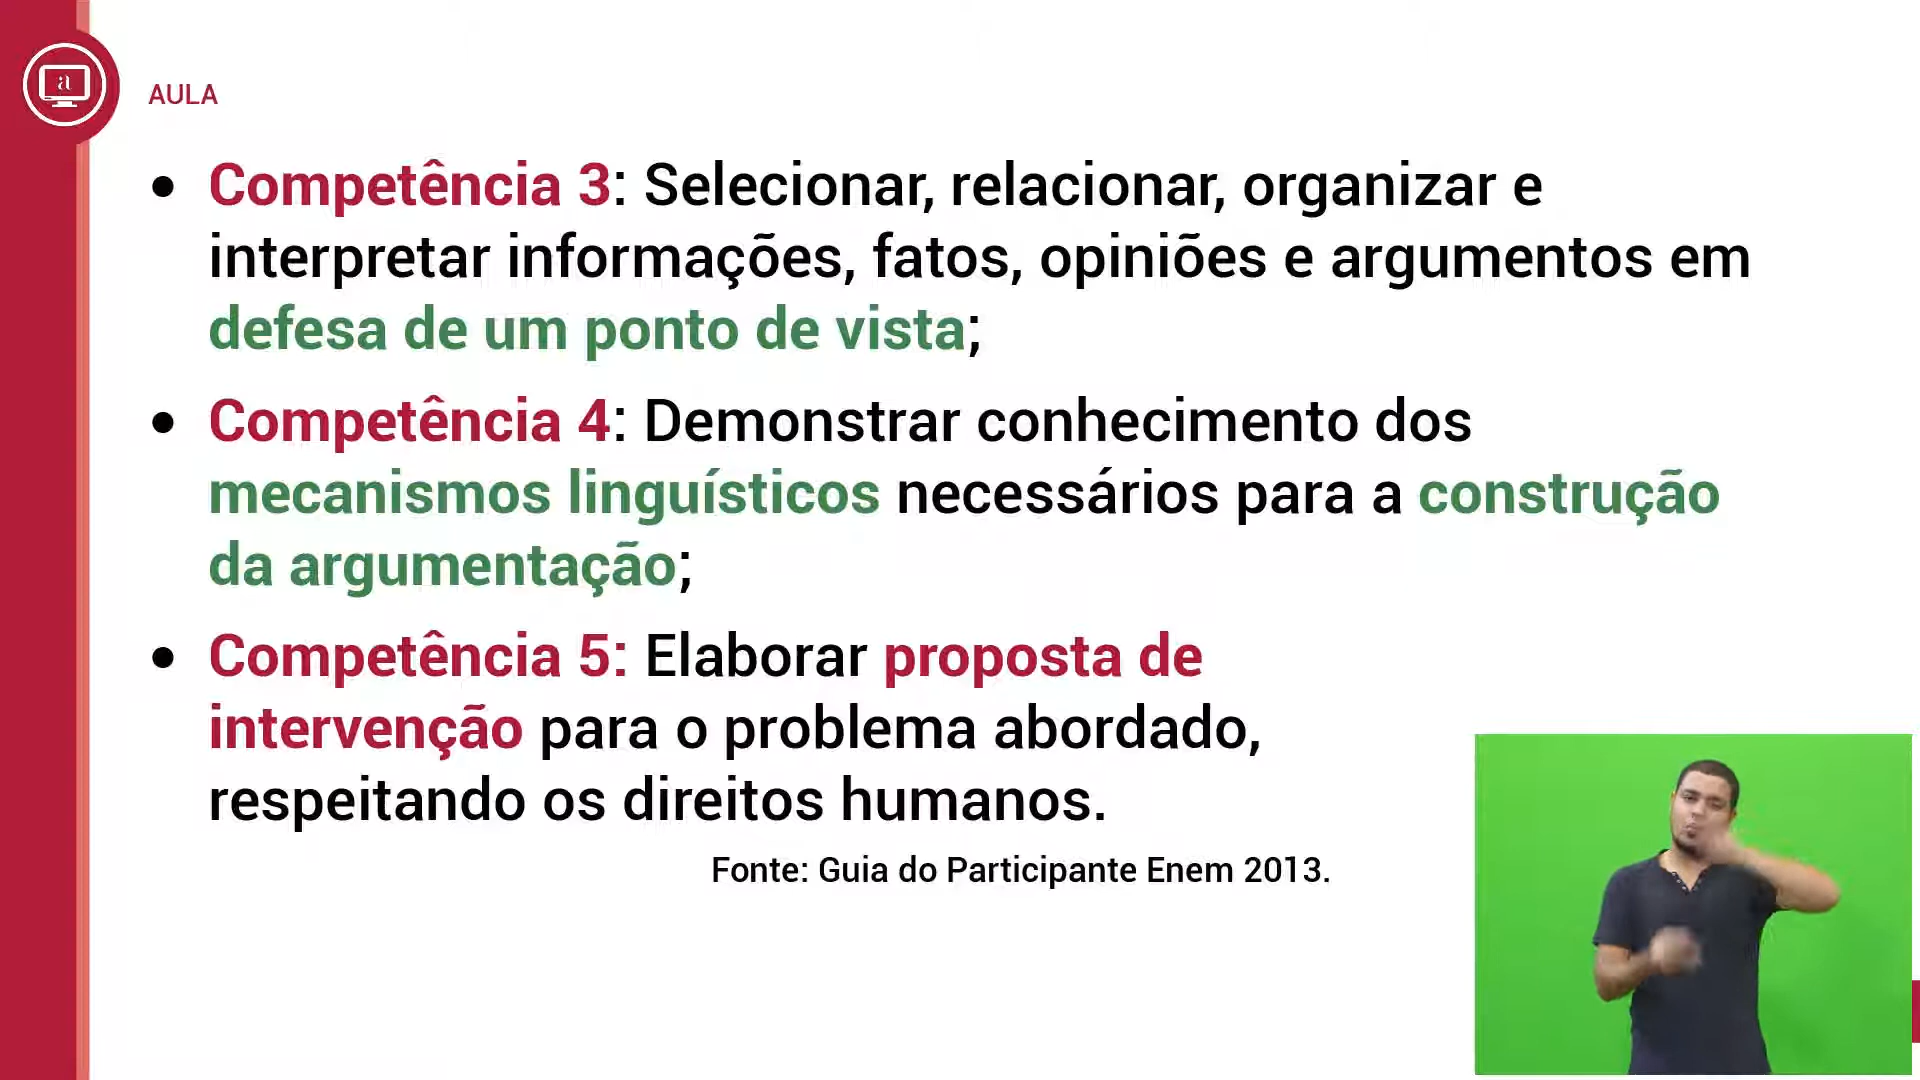 a
AULA
• Competência 3: Selecionar, relacionar, organizar e
interpretar informações, fatos, opiniões e argumentos em
defesa de um ponto de vista;
• Competência 4: Demonstrar conhecimento dos
mecanismos linguísticos necessários para a construção
da argumentação;
• Competência 5: Elaborar proposta de
intervenção para o problema abordado,
respeitando os direitos humanos.
Fonte: Guia do Participante Enem 2013.